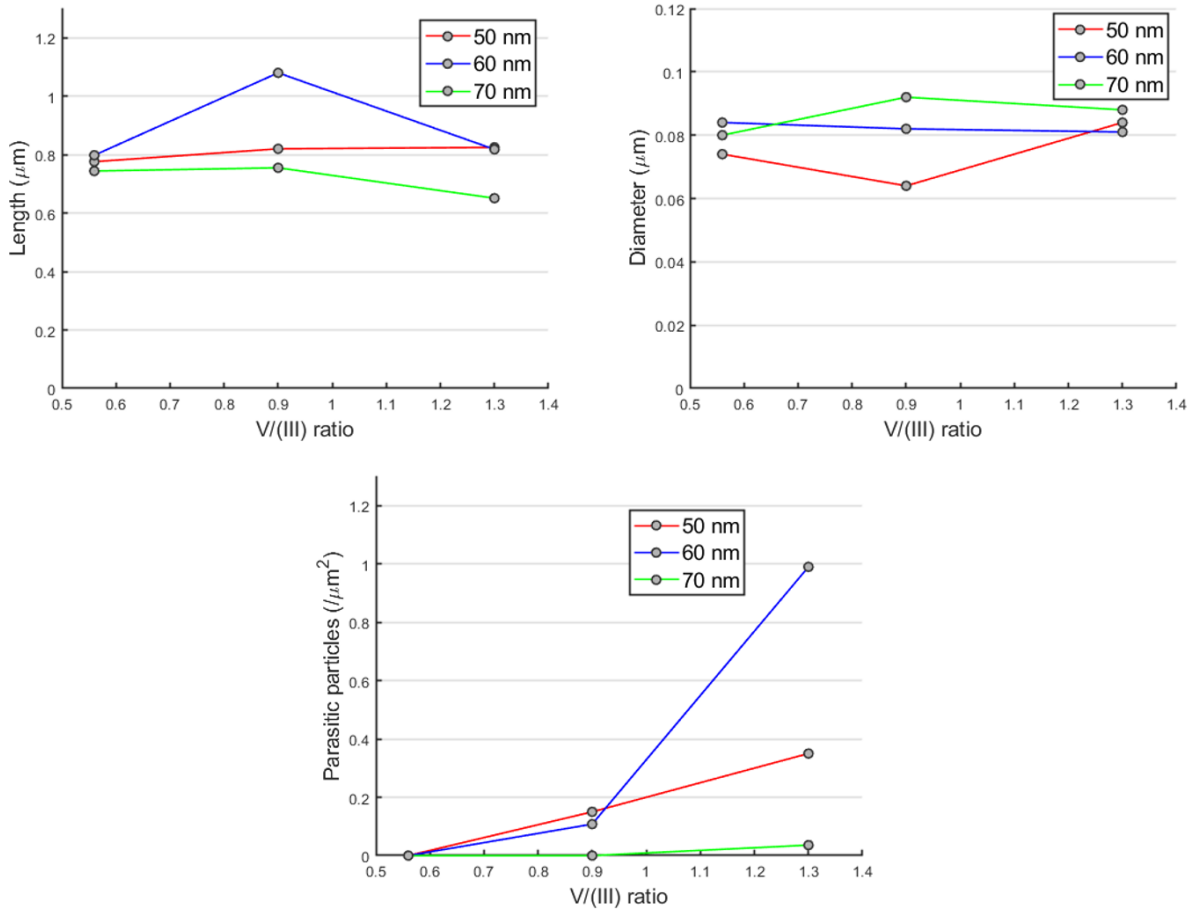 1.2
1
0.8
0.6
0.4
0.2
0
0.5 0.6 0.7 0.8 0.9 1 1.1 1.2 1.3 1.4
Length (μm)
V/(III) ratio
50 nm
60 nm
70 nm
0.12
0.1
0.08
0.06
0.04
0.02
0
0.5 0.6 0.7 0.8 0.9 1 1.1 1.2 1.3 1.4
Diameter (μm)
V/(III) ratio
50 nm
60 nm
70 nm
1.2
1
0.8
0.6
0.4
0.2
0
0.5 0.6 0.7 0.8 0.9 1 1.1 1.2 1.3 1.4
Parasitic particles (/μm²)
V/(III) ratio
50 nm
60 nm
70 nm